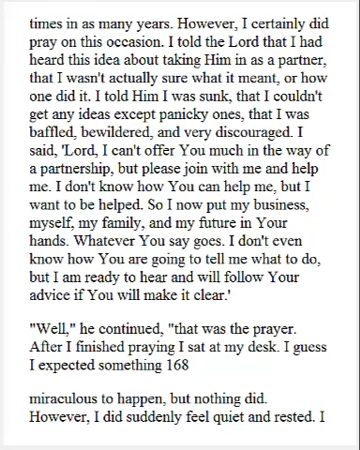 times in as many years. However, I certainly did
pray on this occasion. I told the Lord that I had
heard this idea about taking Him in as a partner,
that I wasn't actually sure what it meant, or how
one did it. I told Him I was sunk, that I couldn't
get any ideas except panicky ones, that I was
baffled, bewildered, and very discouraged. I
said, 'Lord, I can't offer You much in the way of
a partnership, but please join with me and help
me. I don't know how You can help me, but I
want to be helped. So I now put my business,
myself, my family, and my future in Your
hands. Whatever You say goes. I don't even
know how You are going to tell me what to do,
but I am ready to hear and will follow Your
advice if You will make it clear.'
"Well," he continued, "that was the prayer.
After I finished praying I sat at my desk. I guess
I expected something 168
miraculous to happen, but nothing did.
However, I did suddenly feel quiet and rested. I